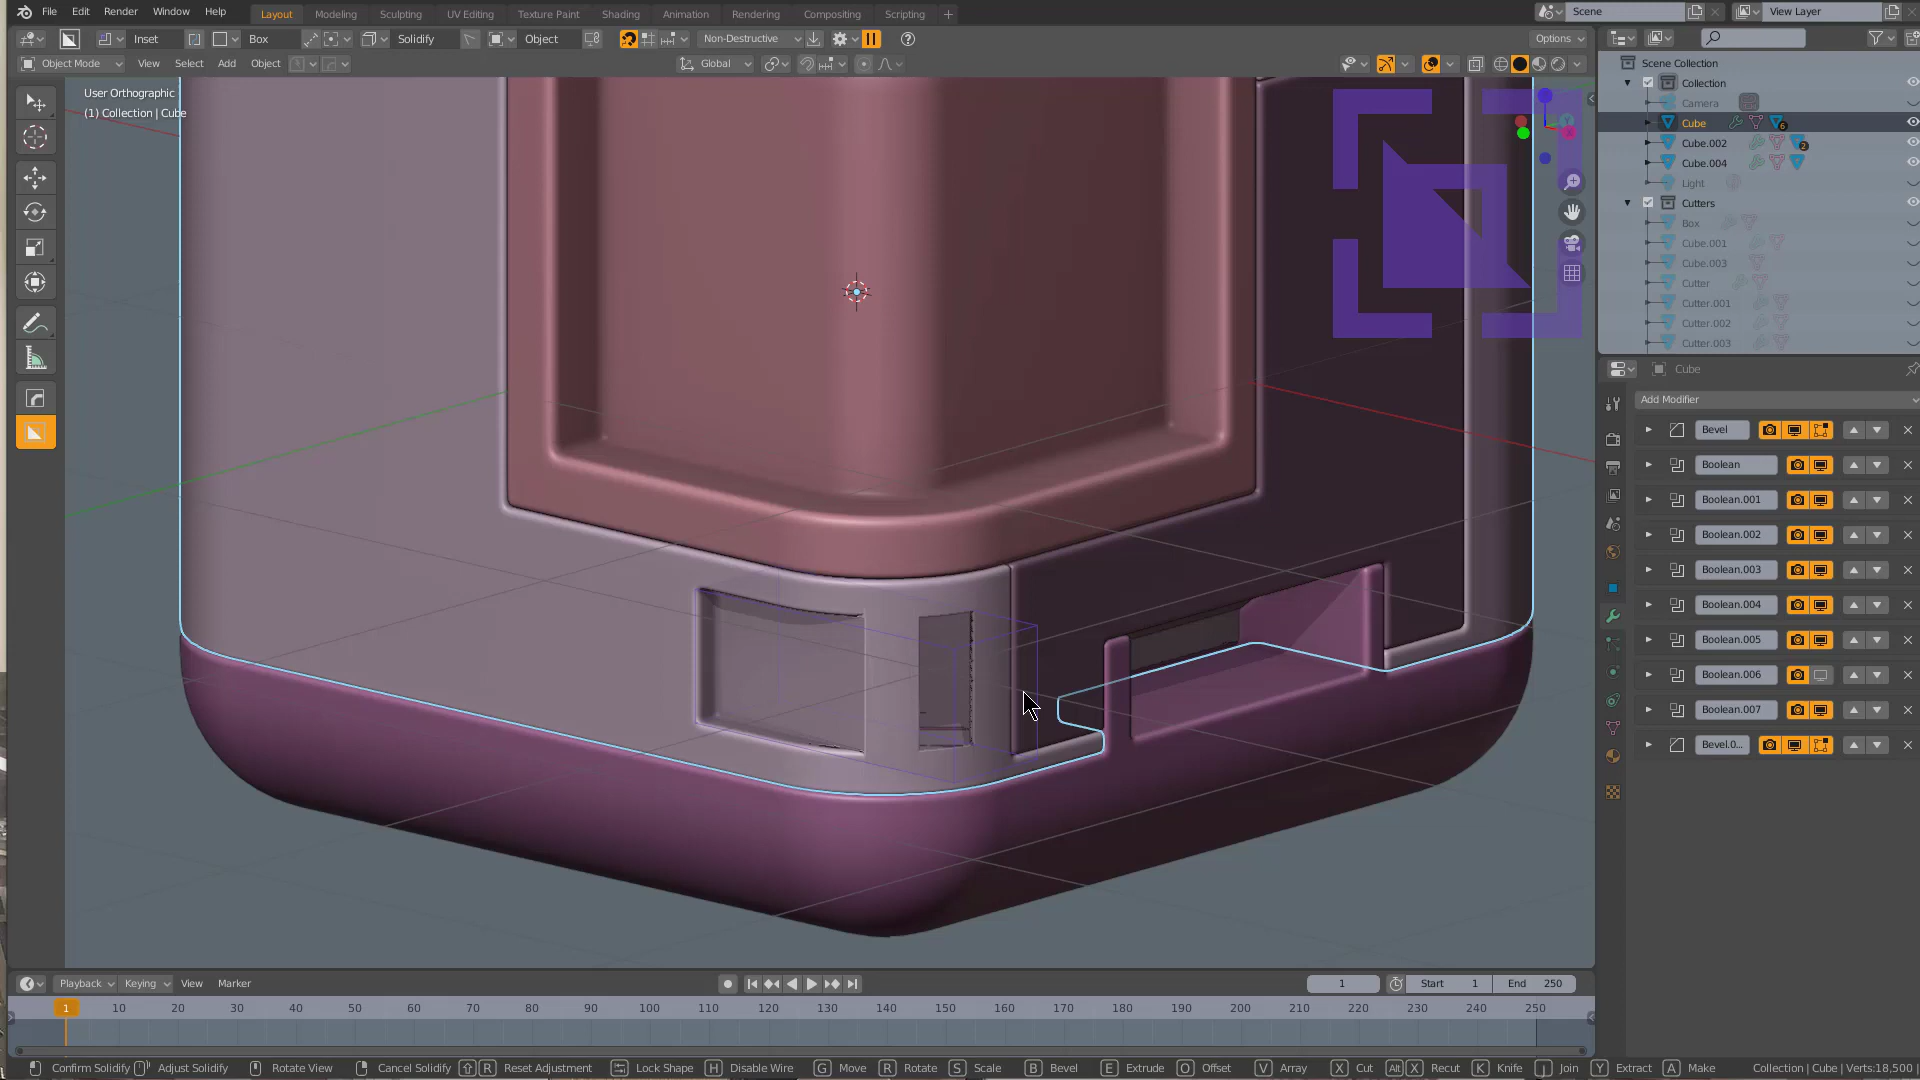 File Edit Render Window Help Layout Modeling Sculpting UV Editing Texture Paint Shading Animation Rendering Compositing Scripting Scene View Layer
Inset Box Solidify Object Non-Destructive Options
Object Mode View Select Add Object Global
User Orthographic
(1) Collection | Cube
Scene Collection
Collection
Camera
Cube 6
Cube.002 2
Cube.004
Light
Cutters
Box
Cube.001
Cube.003
Cutter
Cutter.001
Cutter.002
Cutter.003
Cube
Add Modifier
Bevel
Boolean
Boolean.001
Boolean.002
Boolean.003
Boolean.004
Boolean.005
Boolean.006
Boolean.007
Bevel.0...
Playback Keying View Marker 1 Start 1 End 250
1 10 20 30 40 50 60 70 80 90 100 110 120 130 140 150 160 170 180 190 200 210 220 230 240 250
Confirm Solidify Adjust Solidify Rotate View Cancel Solidify R Reset Adjustment Lock Shape H Disable Wire G Move R Rotate S Scale B Bevel E Extrude O Offset V Array X Cut Alt X Recut K Knife J Join Y Extract A Make Collection | Cube | Verts:18,500